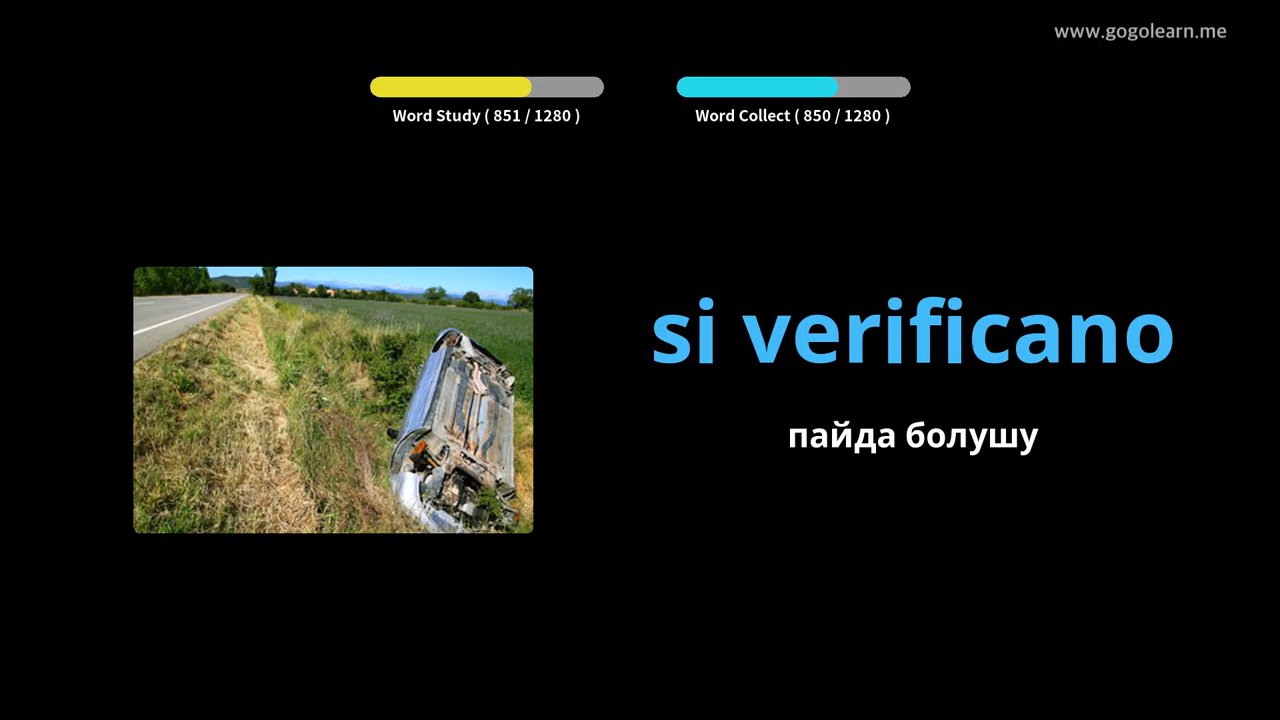 www.gogolearn.me
Word Study ( 851 / 1280 )
Word Collect ( 850 / 1280 )
si verificano
пайда болушу